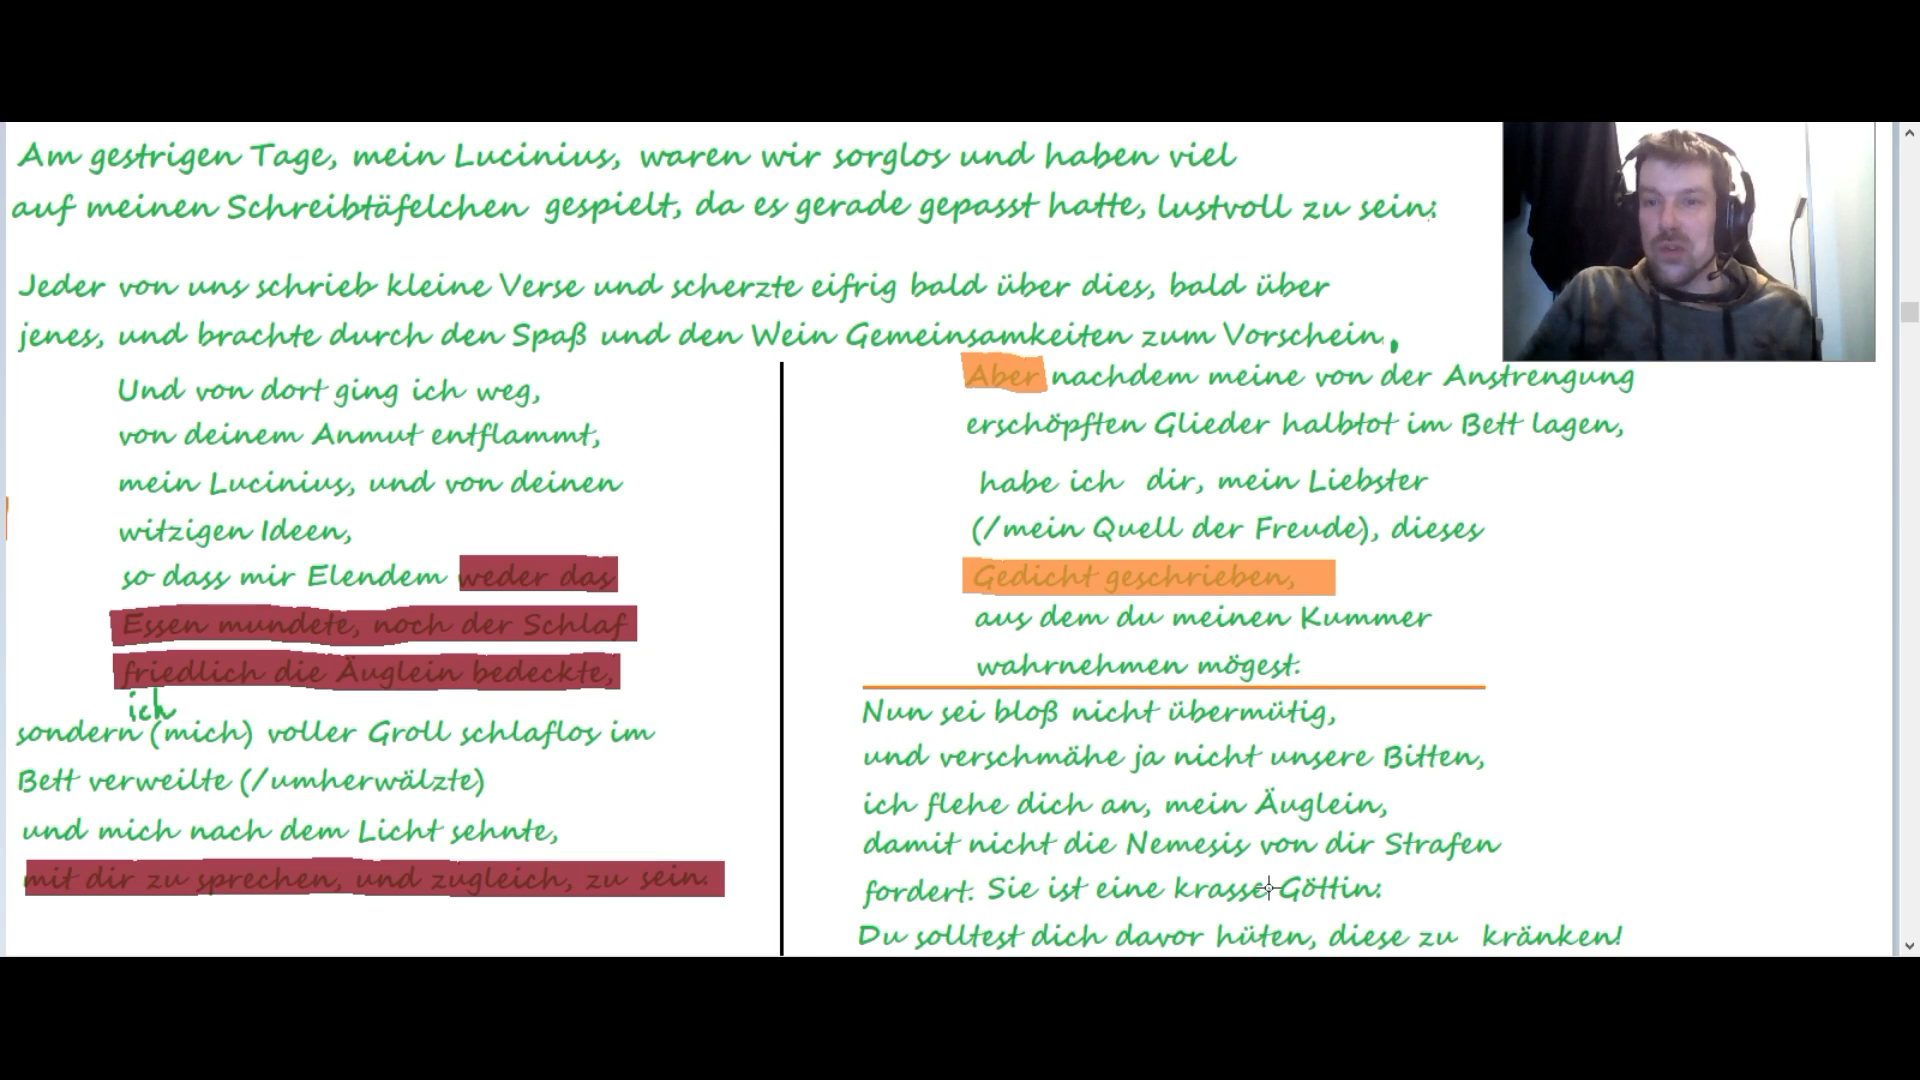 Am gestrigen Tage, mein Lucinius, waren wir sorglos und haben viel
auf meinen Schreibtäfelchen gespielt, da es gerade gepasst hatte, lustvoll zu sein:
Jeder von uns schrieb kleine Verse und scherzte eifrig bald über dies, bald über
jenes, und brachte durch den Spaß und den Wein Gemeinsamkeiten zum Vorschein.
Und von dort ging ich weg,
von deinem Anmut entflammt,
mein Lucinius, und von deinen
witzigen Ideen,
so dass mir Elendem weder das
Essen mundete, noch der Schlaf
friedlich die Äuglein bedeckte,
ich
sondern (mich) voller Groll schlaflos im
Bett verweilte (/umherwälzte)
und mich nach dem Licht sehnte,
mit dir zu sprechen, und zugleich, zu sein.
Aber nachdem meine von der Anstrengung
erschöpften Glieder halbtot im Bett lagen,
habe ich dir, mein Liebster
(/mein Quell der Freude), dieses
Gedicht geschrieben,
aus dem du meinen Kummer
wahrnehmen mögest.
Nun sei bloß nicht übermütig,
und verschmähe ja nicht unsere Bitten,
ich flehe dich an, mein Äuglein,
damit nicht die Nemesis von dir Strafen
fordert. Sie ist eine krasse Göttin:
Du solltest dich davor hüten, diese zu kränken!